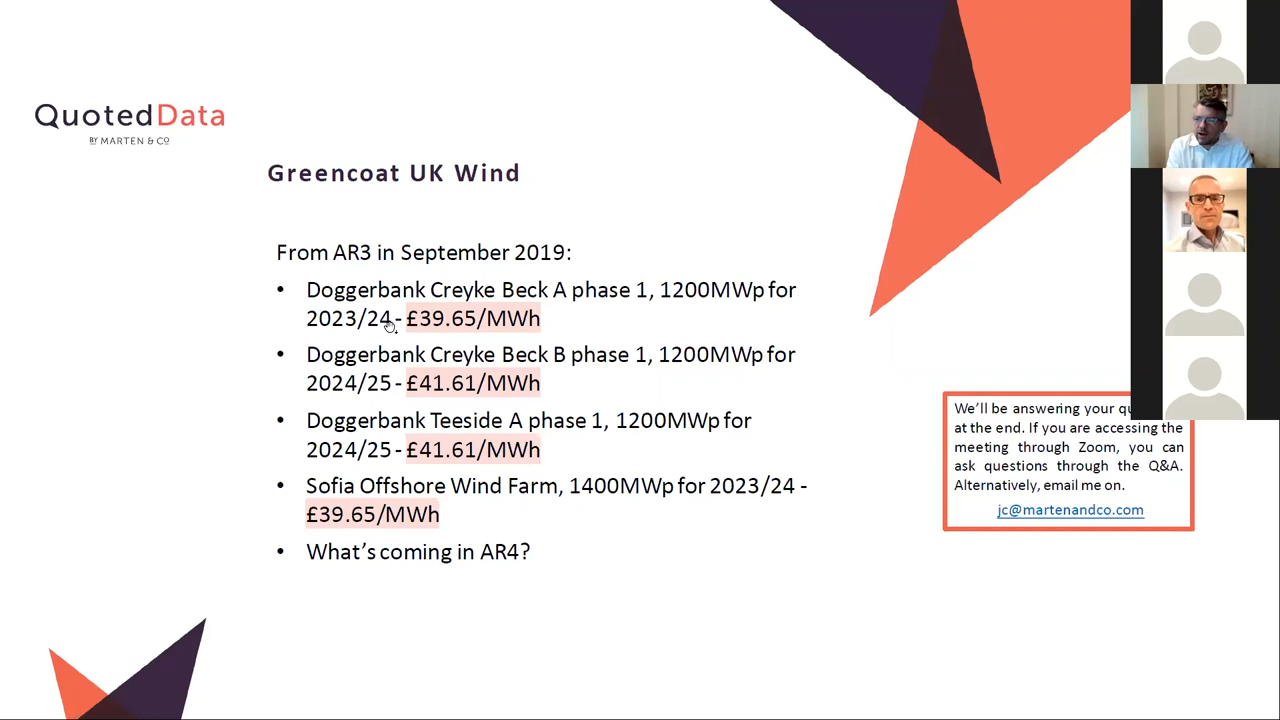 QuotedData
BY MARTEN & CO
Greencoat UK Wind
From AR3 in September 2019:
• Doggerbank Creyke Beck A phase 1, 1200MWp for
2023/24 - £39.65/MWh
• Doggerbank Creyke Beck B phase 1, 1200MWp for
2024/25 - £41.61/MWh
• Doggerbank Teeside A phase 1, 1200MWp for
2024/25 - £41.61/MWh
• Sofia Offshore Wind Farm, 1400MWp for 2023/24 -
£39.65/MWh
• What's coming in AR4?
We'll be answering your
at the end. If you are accessing the
meeting through Zoom, you can
ask questions through the Q&A.
Alternatively, email me on.
jc@martenandco.com